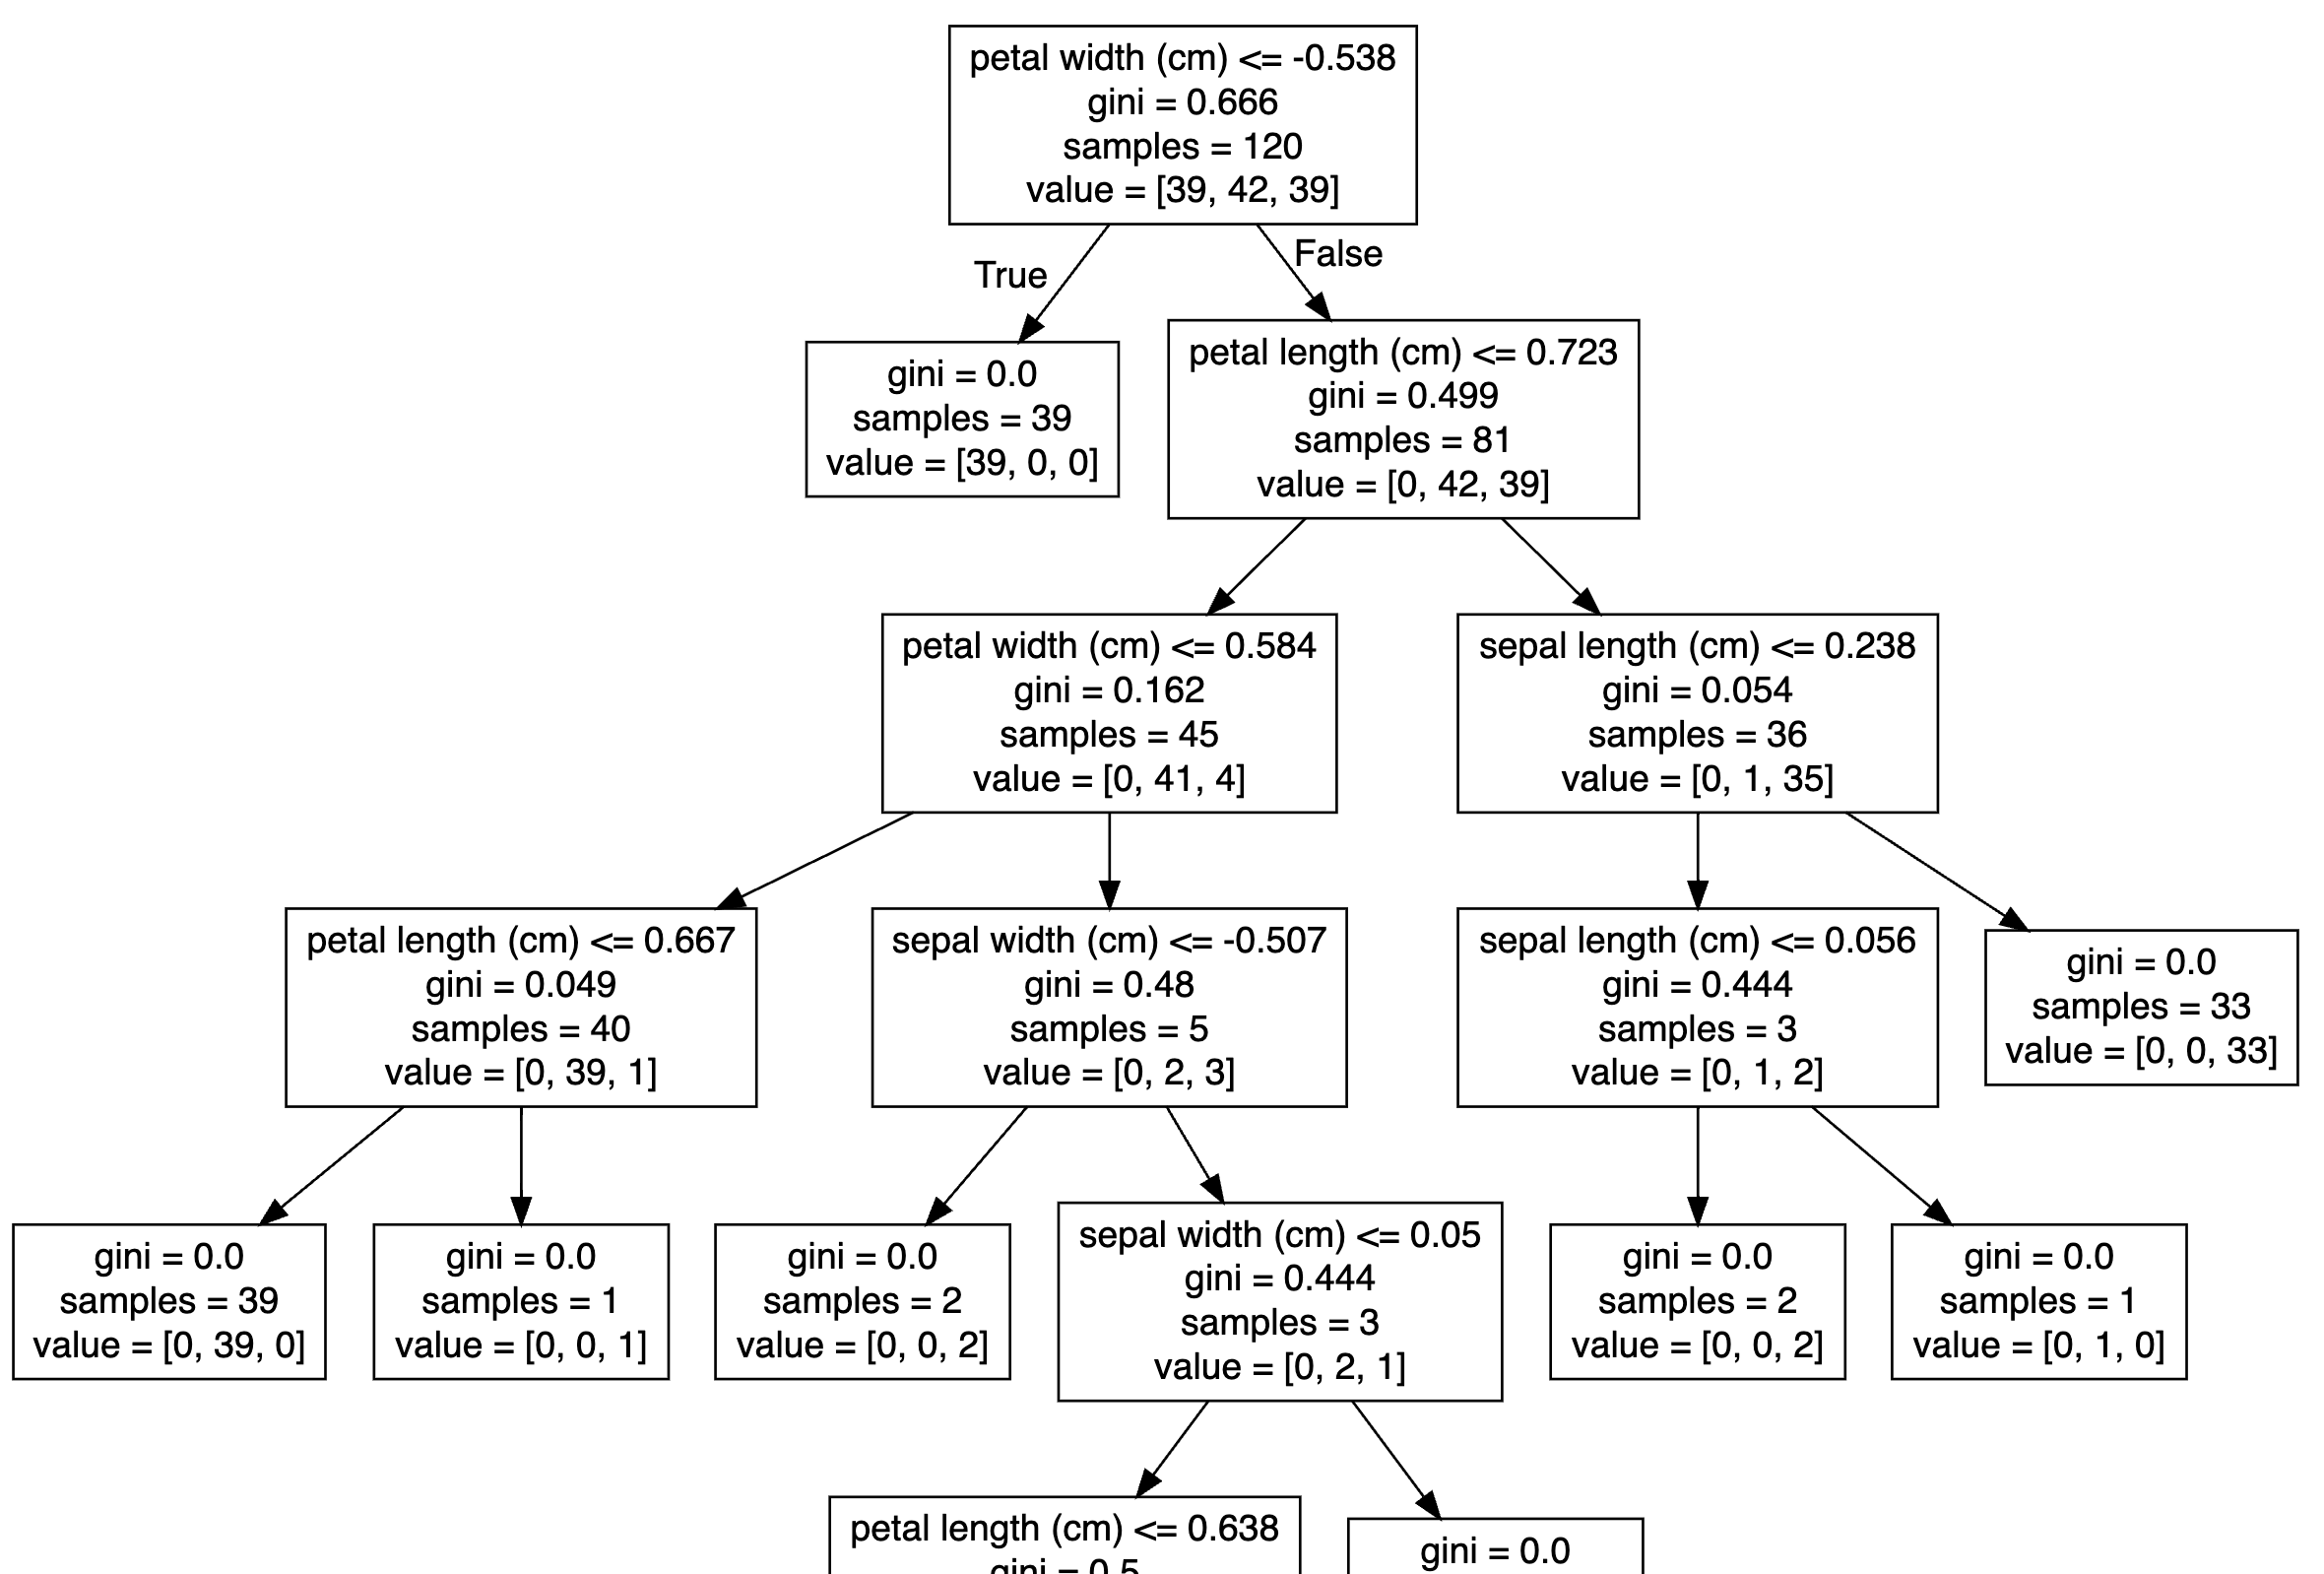 petal width (cm) <= -0.538
gini = 0.666
samples = 120
value = [39, 42, 39]
True
False
gini = 0.0
samples = 39
value = [39, 0, 0]
petal length (cm) <= 0.723
gini = 0.499
samples = 81
value = [0, 42, 39]
petal width (cm) <= 0.584
gini = 0.162
samples = 45
value = [0, 41, 4]
sepal length (cm) <= 0.238
gini = 0.054
samples = 36
value = [0, 1, 35]
petal length (cm) <= 0.667
gini = 0.049
samples = 40
value = [0, 39, 1]
sepal width (cm) <= -0.507
gini = 0.48
samples = 5
value = [0, 2, 3]
sepal length (cm) <= 0.056
gini = 0.444
samples = 3
value = [0, 1, 2]
gini = 0.0
samples = 33
value = [0, 0, 33]
gini = 0.0
samples = 39
value = [0, 39, 0]
gini = 0.0
samples = 1
value = [0, 0, 1]
gini = 0.0
samples = 2
value = [0, 0, 2]
sepal width (cm) <= 0.05
gini = 0.444
samples = 3
value = [0, 2, 1]
gini = 0.0
samples = 2
value = [0, 0, 2]
gini = 0.0
samples = 1
value = [0, 1, 0]
petal length (cm) <= 0.638
gini = 0.5
gini = 0.0